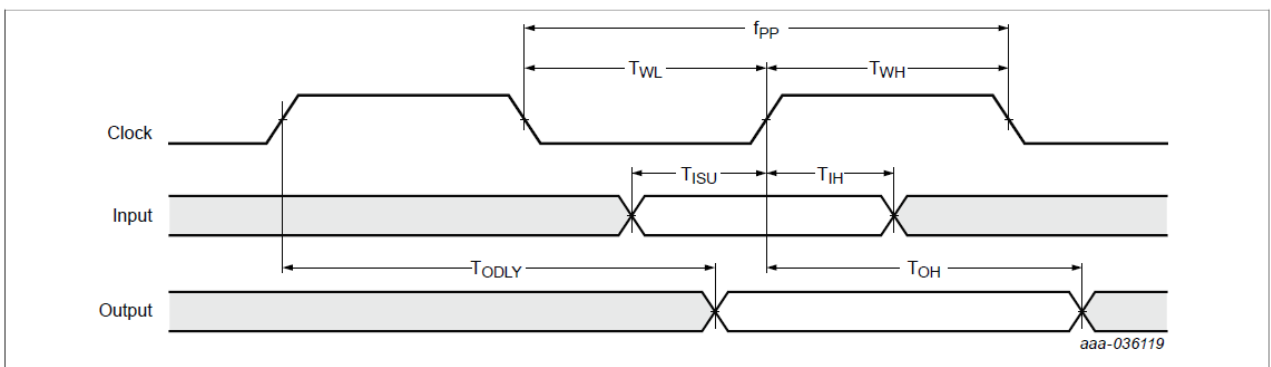 fPP
TWL
TWH
Clock
TISU
TIH
Input
TODLY
TOH
Output
aaa-036119